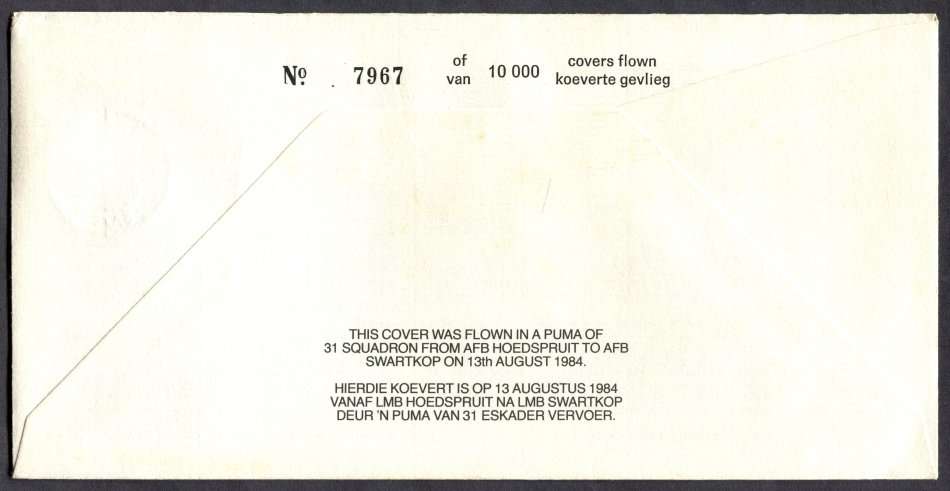 No. 7967 of 10 000 covers flown
van koeverte gevlieg
THIS COVER WAS FLOWN IN A PUMA OF
31 SQUADRON FROM AFB HOEDSPRUIT TO AFB
SWARTKOP ON 13th AUGUST 1984.
HIERDIE KOEVERT IS OP 13 AUGUSTUS 1984
VANAF LMB HOEDSPRUIT NA LMB SWARTKOP
DEUR 'N PUMA VAN 31 ESKADER VERVOER.